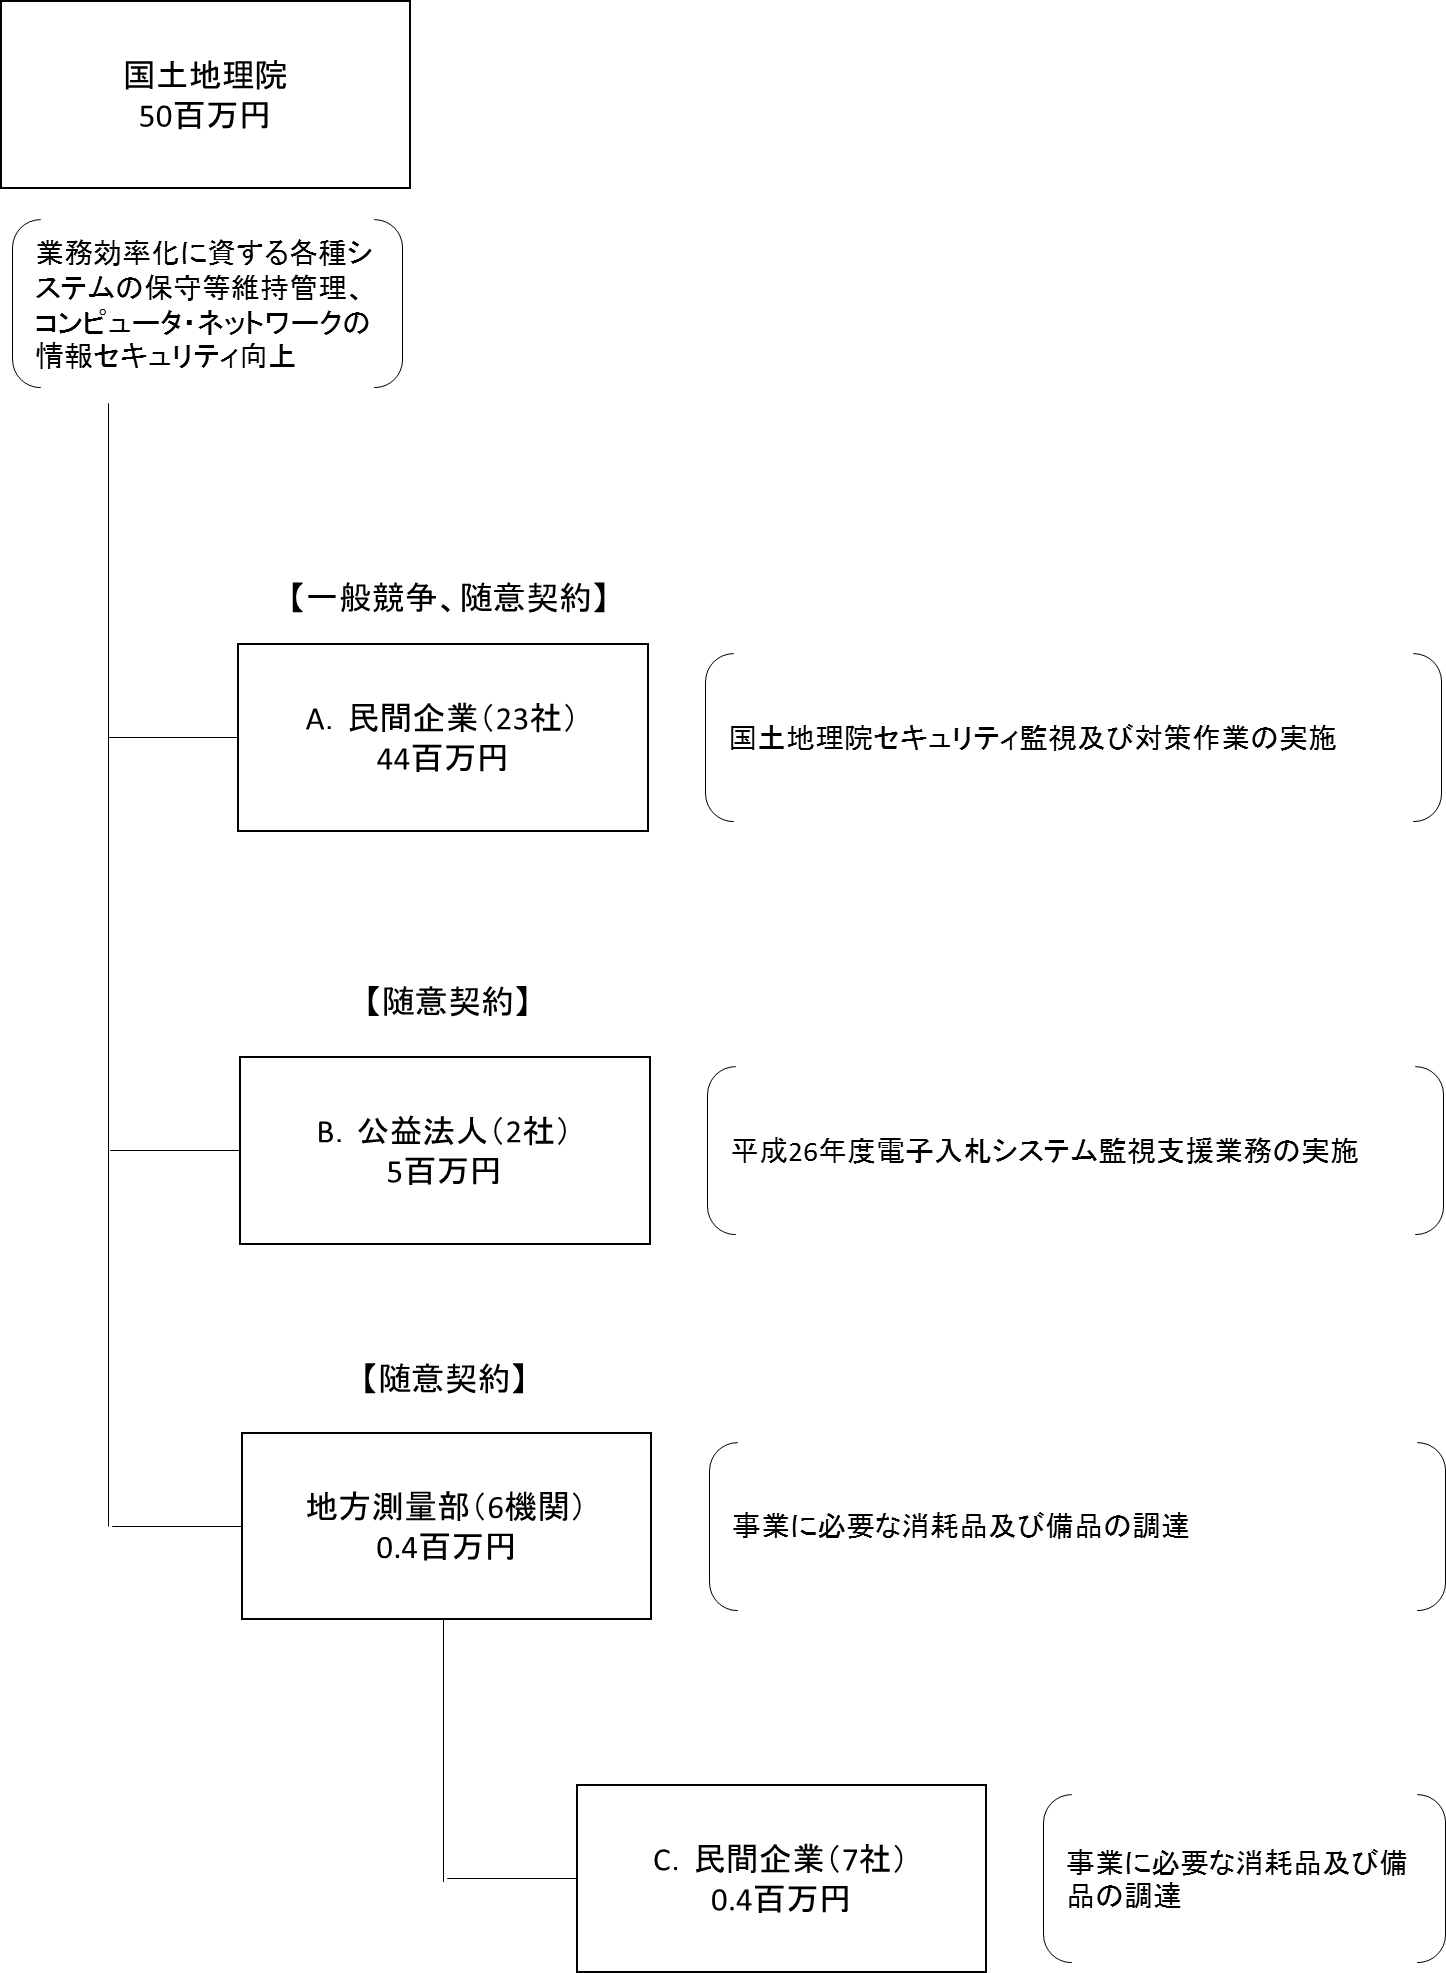 国土地理院
50百万円
業務効率化に資する各種シ
ステムの保守等維持管理、
コンピュータ・ネットワークの
情報セキュリティ向上
【一般競争、随意契約】
A. 民間企業（23社）
44百万円
国土地理院セキュリティ監視及び対策作業の実施
【随意契約】
B. 公益法人（2社）
5百万円
平成26年度電子入札システム監視支援業務の実施
【随意契約】
地方測量部（6機関）
0.4百万円
事業に必要な消耗品及び備品の調達
C. 民間企業（7社）
0.4百万円
事業に必要な消耗品及び備
品の調達